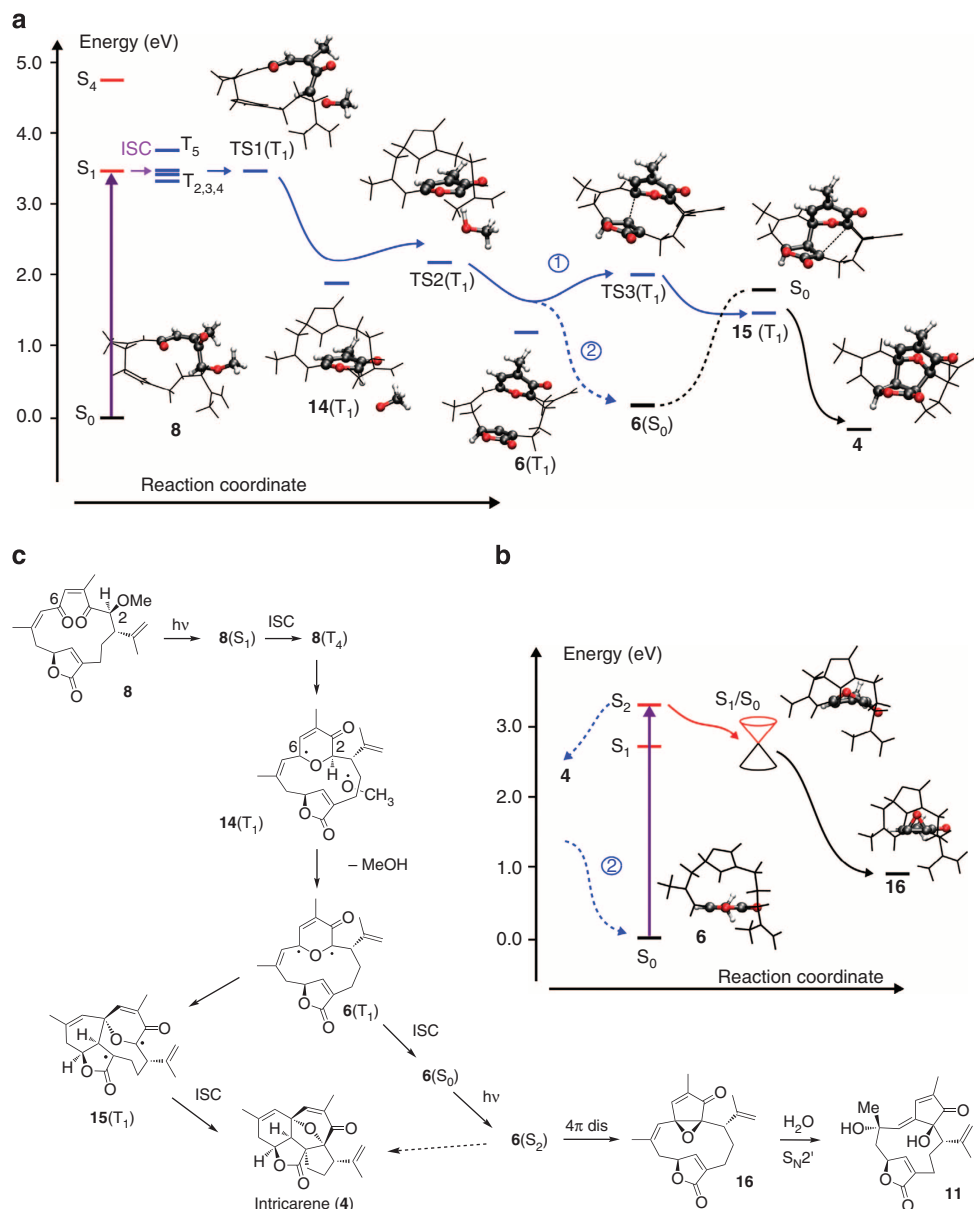 a
Energy (eV)
5.0
4.0
3.0
2.0
1.0
0.0
S4
S1
S0
ISC
T5
T2,3,4
TS1(T1)
8
14(T1)
TS2(T1)
6(T1)
1
2
TS3(T1)
6(S0)
S0
15 (T1)
4
Reaction coordinate
c
6
H
OMe
O
O
2
O
O
8
hν
8(S1)
ISC
8(T4)
6
O
2
O
H
O
CH3
O
O
14(T1)
– MeOH
O
O
O
O
6(T1)
ISC
6(S0)
hν
6(S2)
H
O
O
H
O
O
15(T1)
ISC
H
O
O
H
O
O
Intricarene (4)
4π dis
O
O
O
O
16
H2O
SN2'
Me
HO
O
HO
O
O
11
b
Energy (eV)
3.0
2.0
1.0
0.0
S2
S1
S0
4
2
6
S1/S0
16
Reaction coordinate